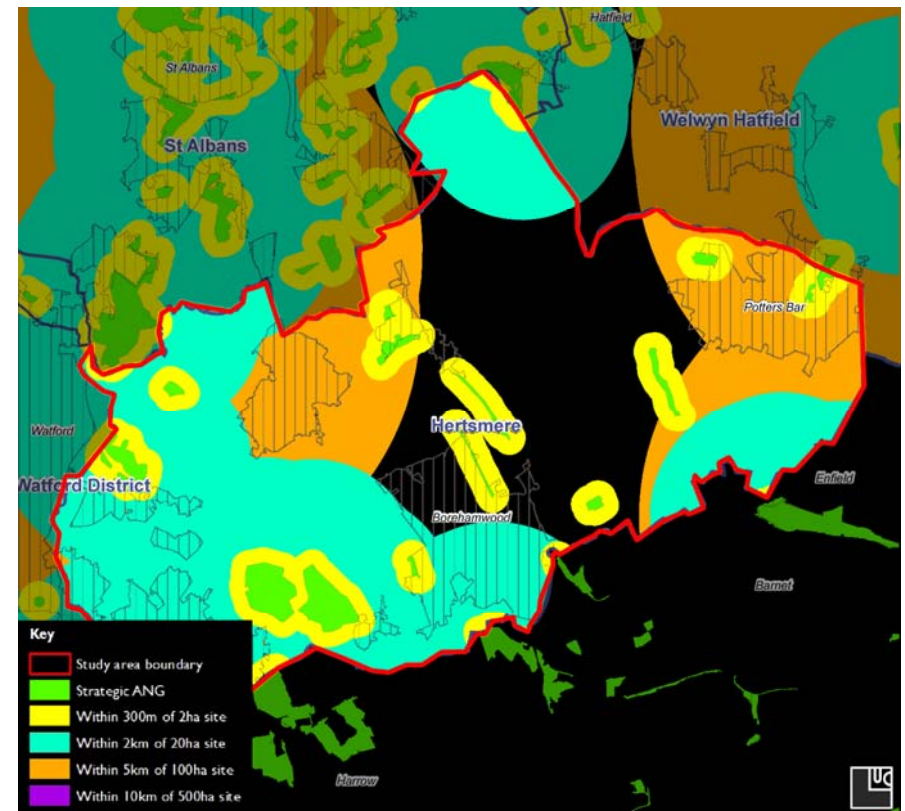 Hatfield
St Albans
St Albans
Welwyn Hatfield
Potters Bar
Hertsmere
Watford
Watford District
Enfield
Borehamwood
Barnet
Key
Study area boundary
Strategic ANG
Within 300m of 2ha site
Within 2km of 20ha site
Within 5km of 100ha site
Within 10km of 500ha site
Harrow
LUC